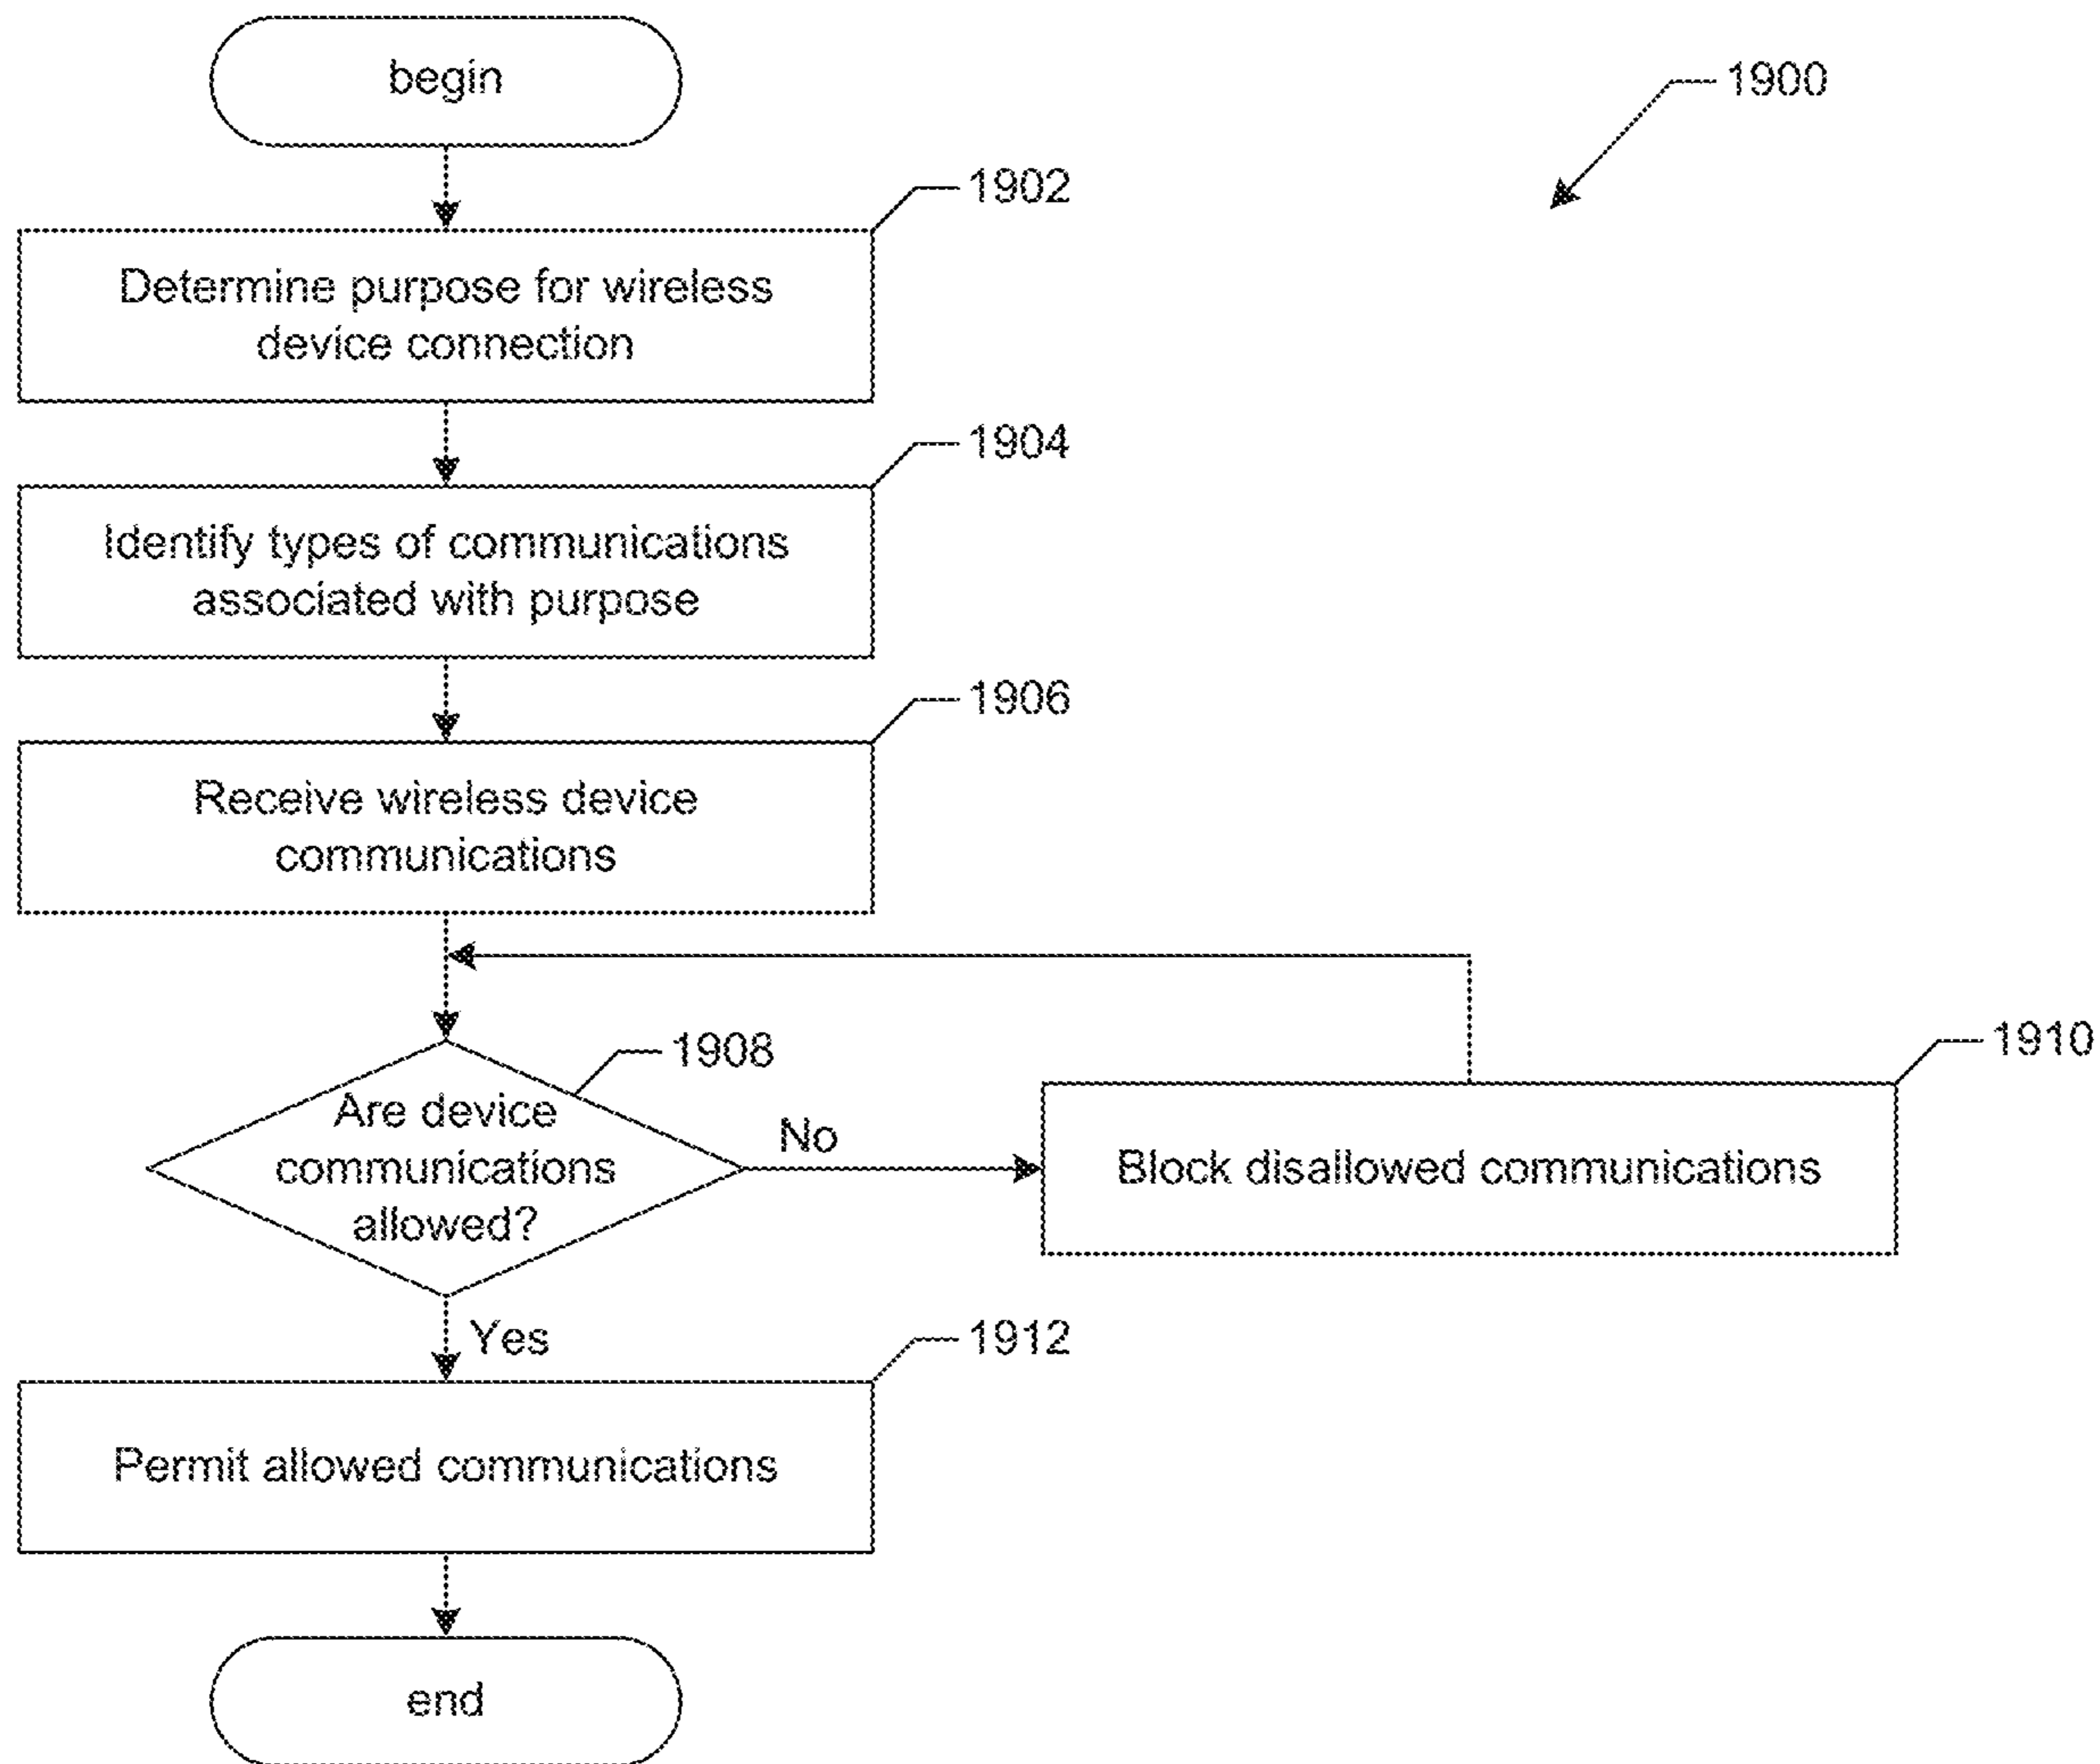 begin
1900
1902
Determine purpose for wireless
device connection
1904
Identify types of communications
associated with purpose
1906
Receive wireless device
communications
1908
Are device
communications
allowed?
No
1910
Block disallowed communications
Yes
1912
Permit allowed communications
end